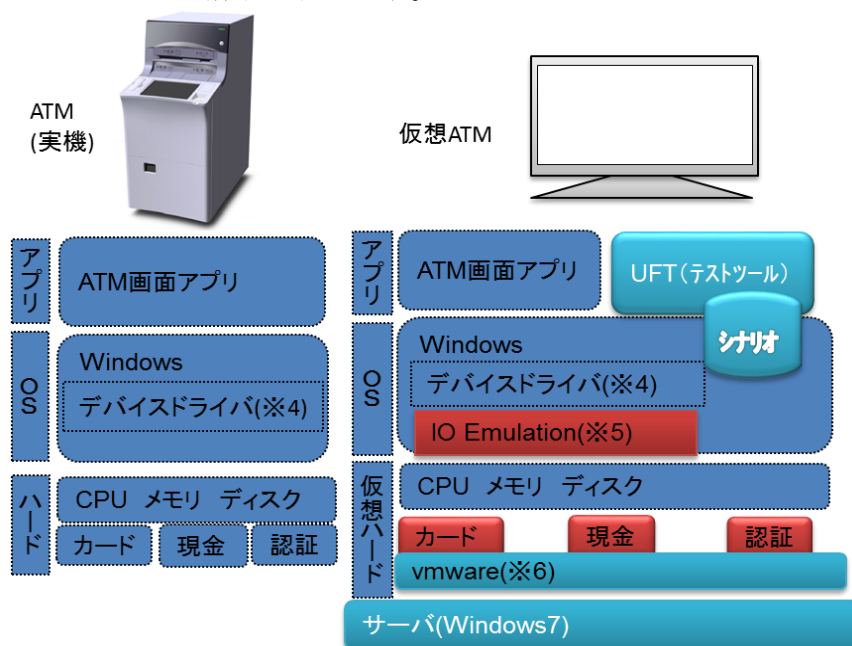 ATM
(実機)
仮想ATM
アプリ
ATM画面アプリ
OS
Windows
デバイスドライバ(※4)
ハード
CPU メモリ ディスク
カード
現金
認証
アプリ
ATM画面アプリ
UFT(テストツール)
シナリオ
OS
Windows
デバイスドライバ(※4)
IO Emulation(※5)
仮想ハード
CPU メモリ ディスク
カード
現金
認証
vmware(※6)
サーバ(Windows7)